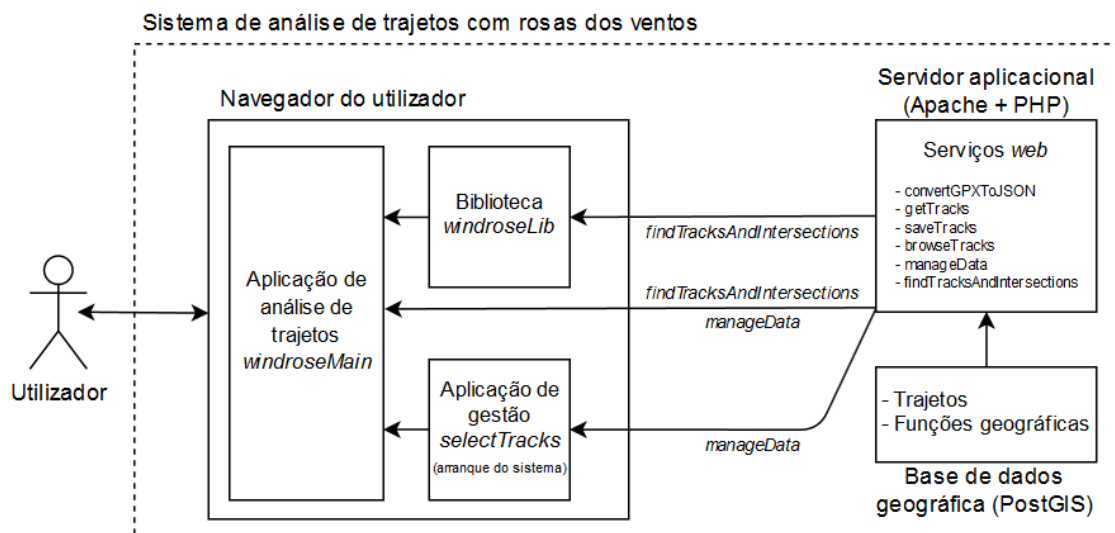 Sistema de análise de trajetos com rosas dos ventos
Navegador do utilizador
Servidor aplicacional
(Apache + PHP)
Serviços web
- convertGPXToJSON
- getTracks
- saveTracks
- browseTracks
- manageData
- findTracksAndIntersections
Biblioteca
windroseLib
findTracksAndIntersections
Aplicação de
análise de
trajetos
windroseMain
findTracksAndIntersections
manageData
Utilizador
Aplicação de
gestão
selectTracks
(arranque do sistema)
manageData
- Trajetos
- Funções geográficas
Base de dados
geográfica (PostGIS)